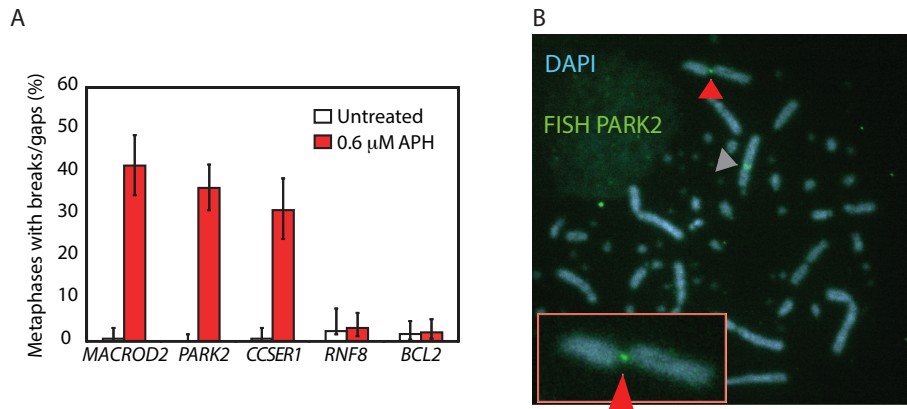 A
Metaphases with breaks/gaps (%)
60
50
40
30
20
10
0
Untreated
0.6 μM APH
MACROD2 PARK2 CCSER1 RNF8 BCL2
B
DAPI
FISH PARK2